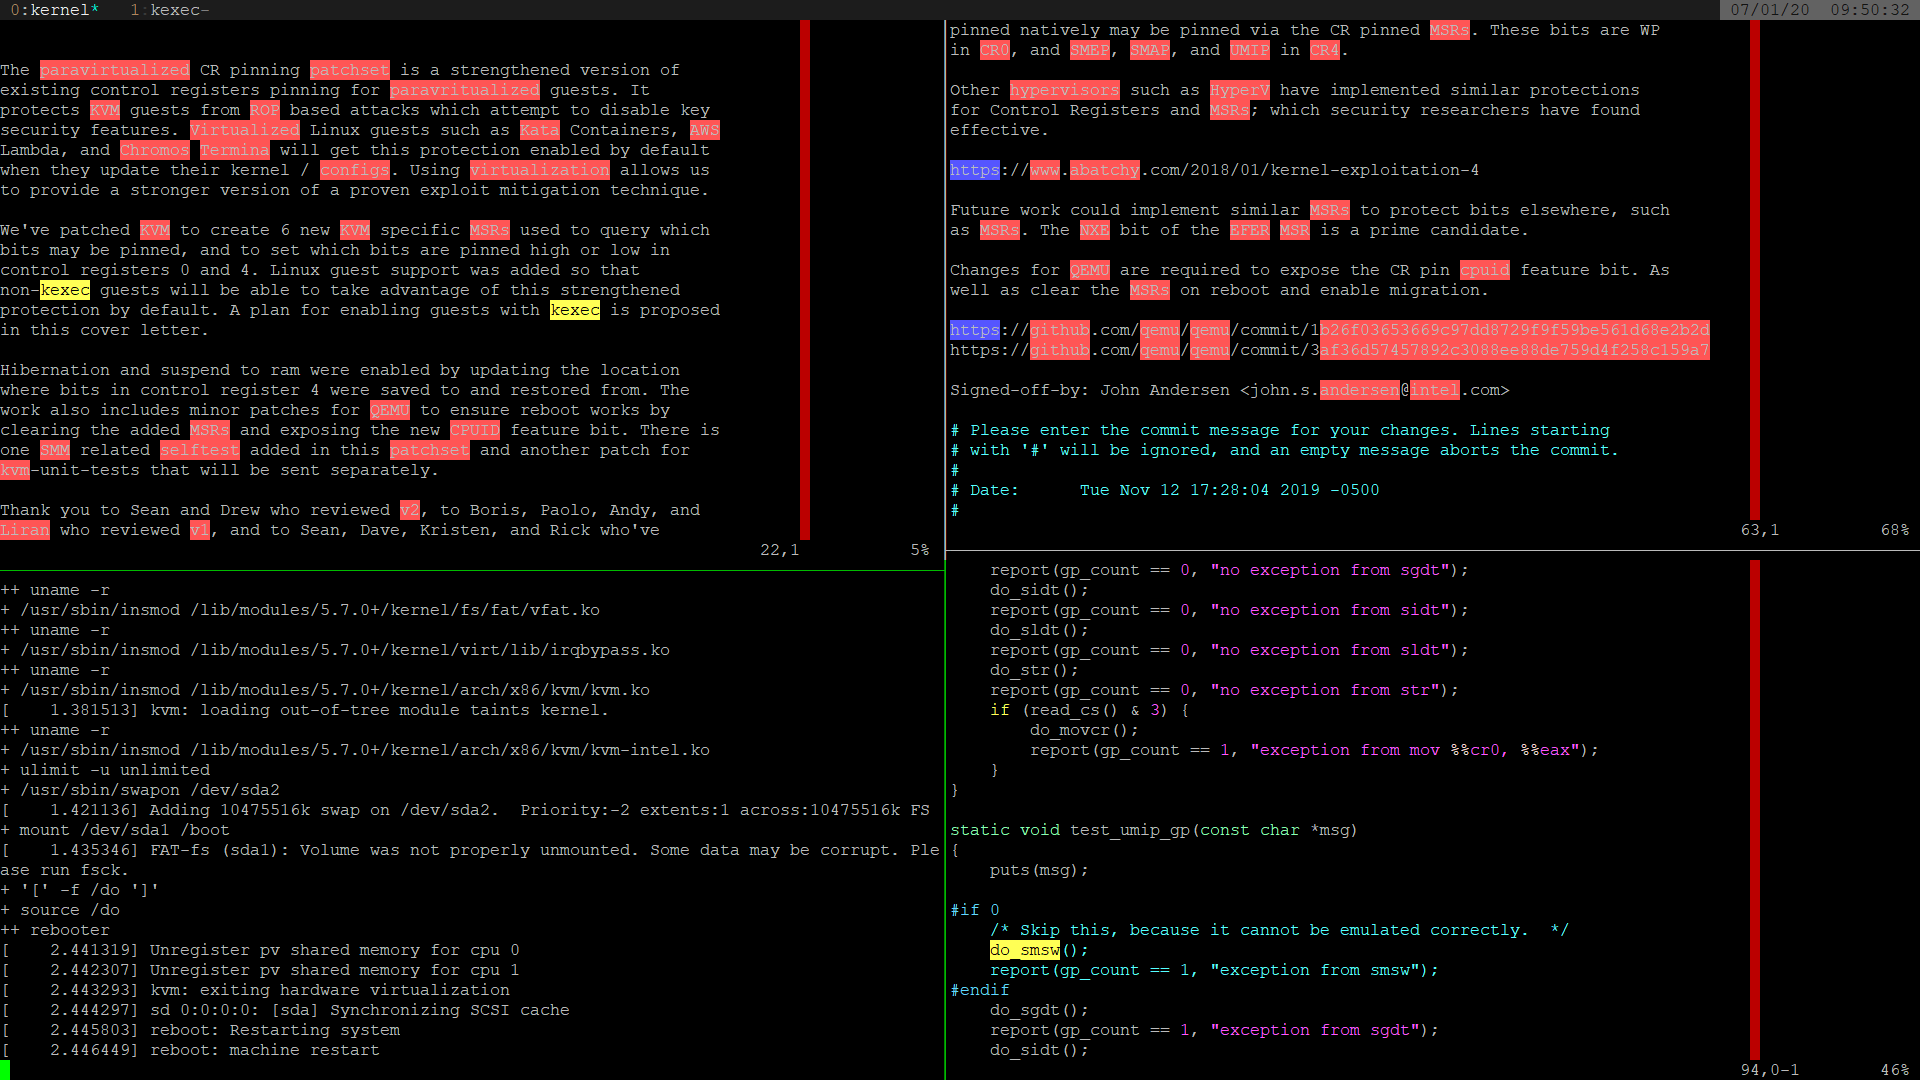 0:kernel* 1:kexec- 07/01/20 09:50:32
The paravirtualized CR pinning patchset is a strengthened version of
existing control registers pinning for paravritualized guests. It
protects KVM guests from ROP based attacks which attempt to disable key
security features. Virtualized Linux guests such as Kata Containers, AWS
Lambda, and Chromos Termina will get this protection enabled by default
when they update their kernel / configs. Using virtualization allows us
to provide a stronger version of a proven exploit mitigation technique.
We've patched KVM to create 6 new KVM specific MSRs used to query which
bits may be pinned, and to set which bits are pinned high or low in
control registers 0 and 4. Linux guest support was added so that
non-kexec guests will be able to take advantage of this strengthened
protection by default. A plan for enabling guests with kexec is proposed
in this cover letter.
Hibernation and suspend to ram were enabled by updating the location
where bits in control register 4 were saved to and restored from. The
work also includes minor patches for QEMU to ensure reboot works by
clearing the added MSRs and exposing the new CPUID feature bit. There is
one SMM related selftest added in this patchset and another patch for
kvm-unit-tests that will be sent separately.
Thank you to Sean and Drew who reviewed v2, to Boris, Paolo, Andy, and
Liran who reviewed v1, and to Sean, Dave, Kristen, and Rick who've
22,1 5%
++ uname -r
+ /usr/sbin/insmod /lib/modules/5.7.0+/kernel/fs/fat/vfat.ko
++ uname -r
+ /usr/sbin/insmod /lib/modules/5.7.0+/kernel/virt/lib/irqbypass.ko
++ uname -r
+ /usr/sbin/insmod /lib/modules/5.7.0+/kernel/arch/x86/kvm/kvm.ko
[    1.381513] kvm: loading out-of-tree module taints kernel.
++ uname -r
+ /usr/sbin/insmod /lib/modules/5.7.0+/kernel/arch/x86/kvm/kvm-intel.ko
+ ulimit -u unlimited
+ /usr/sbin/swapon /dev/sda2
[    1.421136] Adding 10475516k swap on /dev/sda2.  Priority:-2 extents:1 across:10475516k FS
+ mount /dev/sda1 /boot
[    1.435346] FAT-fs (sda1): Volume was not properly unmounted. Some data may be corrupt. Ple
ase run fsck.
+ '[' -f /do ']'
+ source /do
++ rebooter
[    2.441319] Unregister pv shared memory for cpu 0
[    2.442307] Unregister pv shared memory for cpu 1
[    2.443293] kvm: exiting hardware virtualization
[    2.444297] sd 0:0:0:0: [sda] Synchronizing SCSI cache
[    2.445803] reboot: Restarting system
[    2.446449] reboot: machine restart
pinned natively may be pinned via the CR pinned MSRs. These bits are WP
in CR0, and SMEP, SMAP, and UMIP in CR4.
Other hypervisors such as HyperV have implemented similar protections
for Control Registers and MSRs; which security researchers have found
effective.
https://www.abatchy.com/2018/01/kernel-exploitation-4
Future work could implement similar MSRs to protect bits elsewhere, such
as MSRs. The NXE bit of the EFER MSR is a prime candidate.
Changes for QEMU are required to expose the CR pin cpuid feature bit. As
well as clear the MSRs on reboot and enable migration.
https://github.com/qemu/qemu/commit/1b26f03653669c97dd8729f9f59be561d68e2b2d
https://github.com/qemu/qemu/commit/3af36d57457892c3088ee88de759d4f258c159a7
Signed-off-by: John Andersen <john.s.andersen@intel.com>
# Please enter the commit message for your changes. Lines starting
# with '#' will be ignored, and an empty message aborts the commit.
#
# Date:      Tue Nov 12 17:28:04 2019 -0500
#
63,1 68%
report(gp_count == 0, "no exception from sgdt");
do_sidt();
report(gp_count == 0, "no exception from sidt");
do_sldt();
report(gp_count == 0, "no exception from sldt");
do_str();
report(gp_count == 0, "no exception from str");
if (read_cs() & 3) {
do_movcr();
report(gp_count == 1, "exception from mov %%cr0, %%eax");
}
}
static void test_umip_gp(const char *msg)
{
puts(msg);
#if 0
/* Skip this, because it cannot be emulated correctly.  */
do_smsw();
report(gp_count == 1, "exception from smsw");
#endif
do_sgdt();
report(gp_count == 1, "exception from sgdt");
do_sidt();
94,0-1 46%